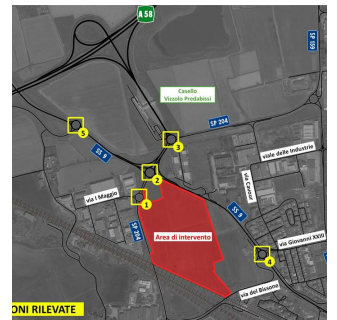 A 58
SP 159
Casello
Vizzolo Predabissi
SP 204
5
3
SS 9
viale delle Industrie
2
via Cavour
via I Maggio
1
SS 9
SP 204
Area di intervento
via Giovanni XXIII
4
via del Bissone
ONI RILEVATE